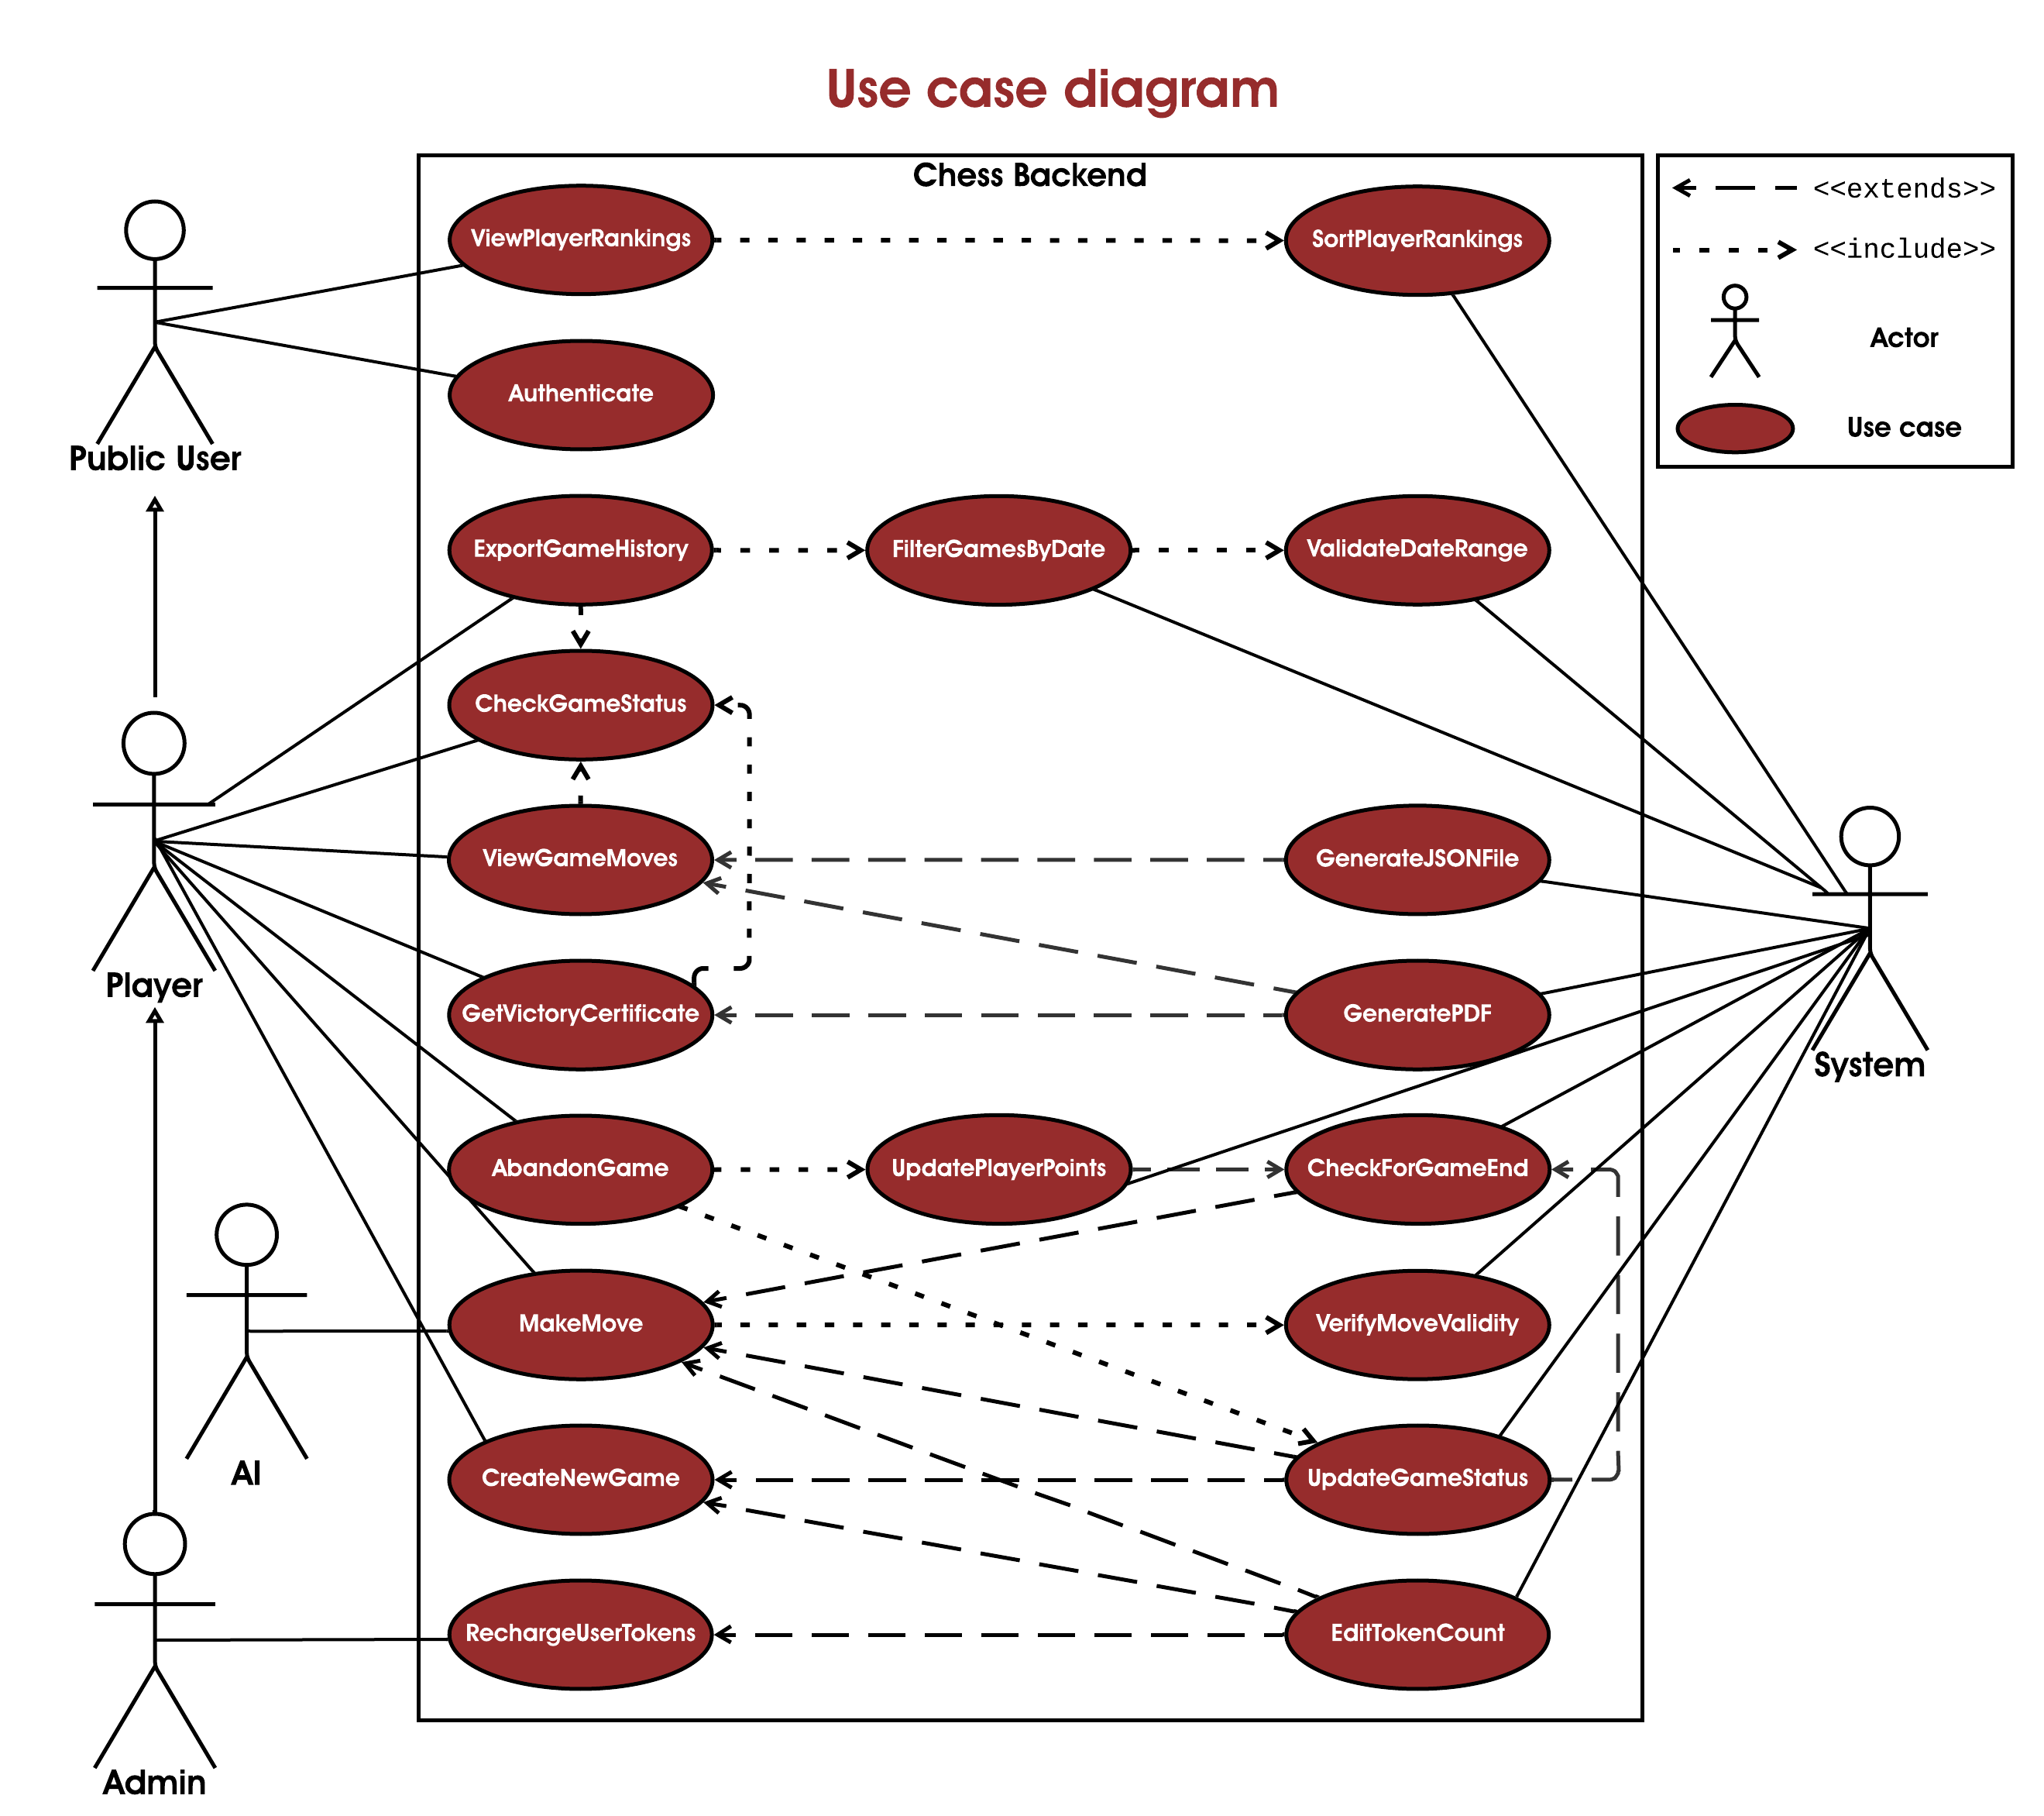 Use case diagram
Chess Backend
<<extends>>
<<include>>
Actor
Use case
Public User
Player
AI
Admin
System
ViewPlayerRankings
SortPlayerRankings
Authenticate
ExportGameHistory
FilterGamesByDate
ValidateDateRange
CheckGameStatus
ViewGameMoves
GenerateJSONFile
GetVictoryCertificate
GeneratePDF
AbandonGame
UpdatePlayerPoints
CheckForGameEnd
MakeMove
VerifyMoveValidity
CreateNewGame
UpdateGameStatus
RechargeUserTokens
EditTokenCount